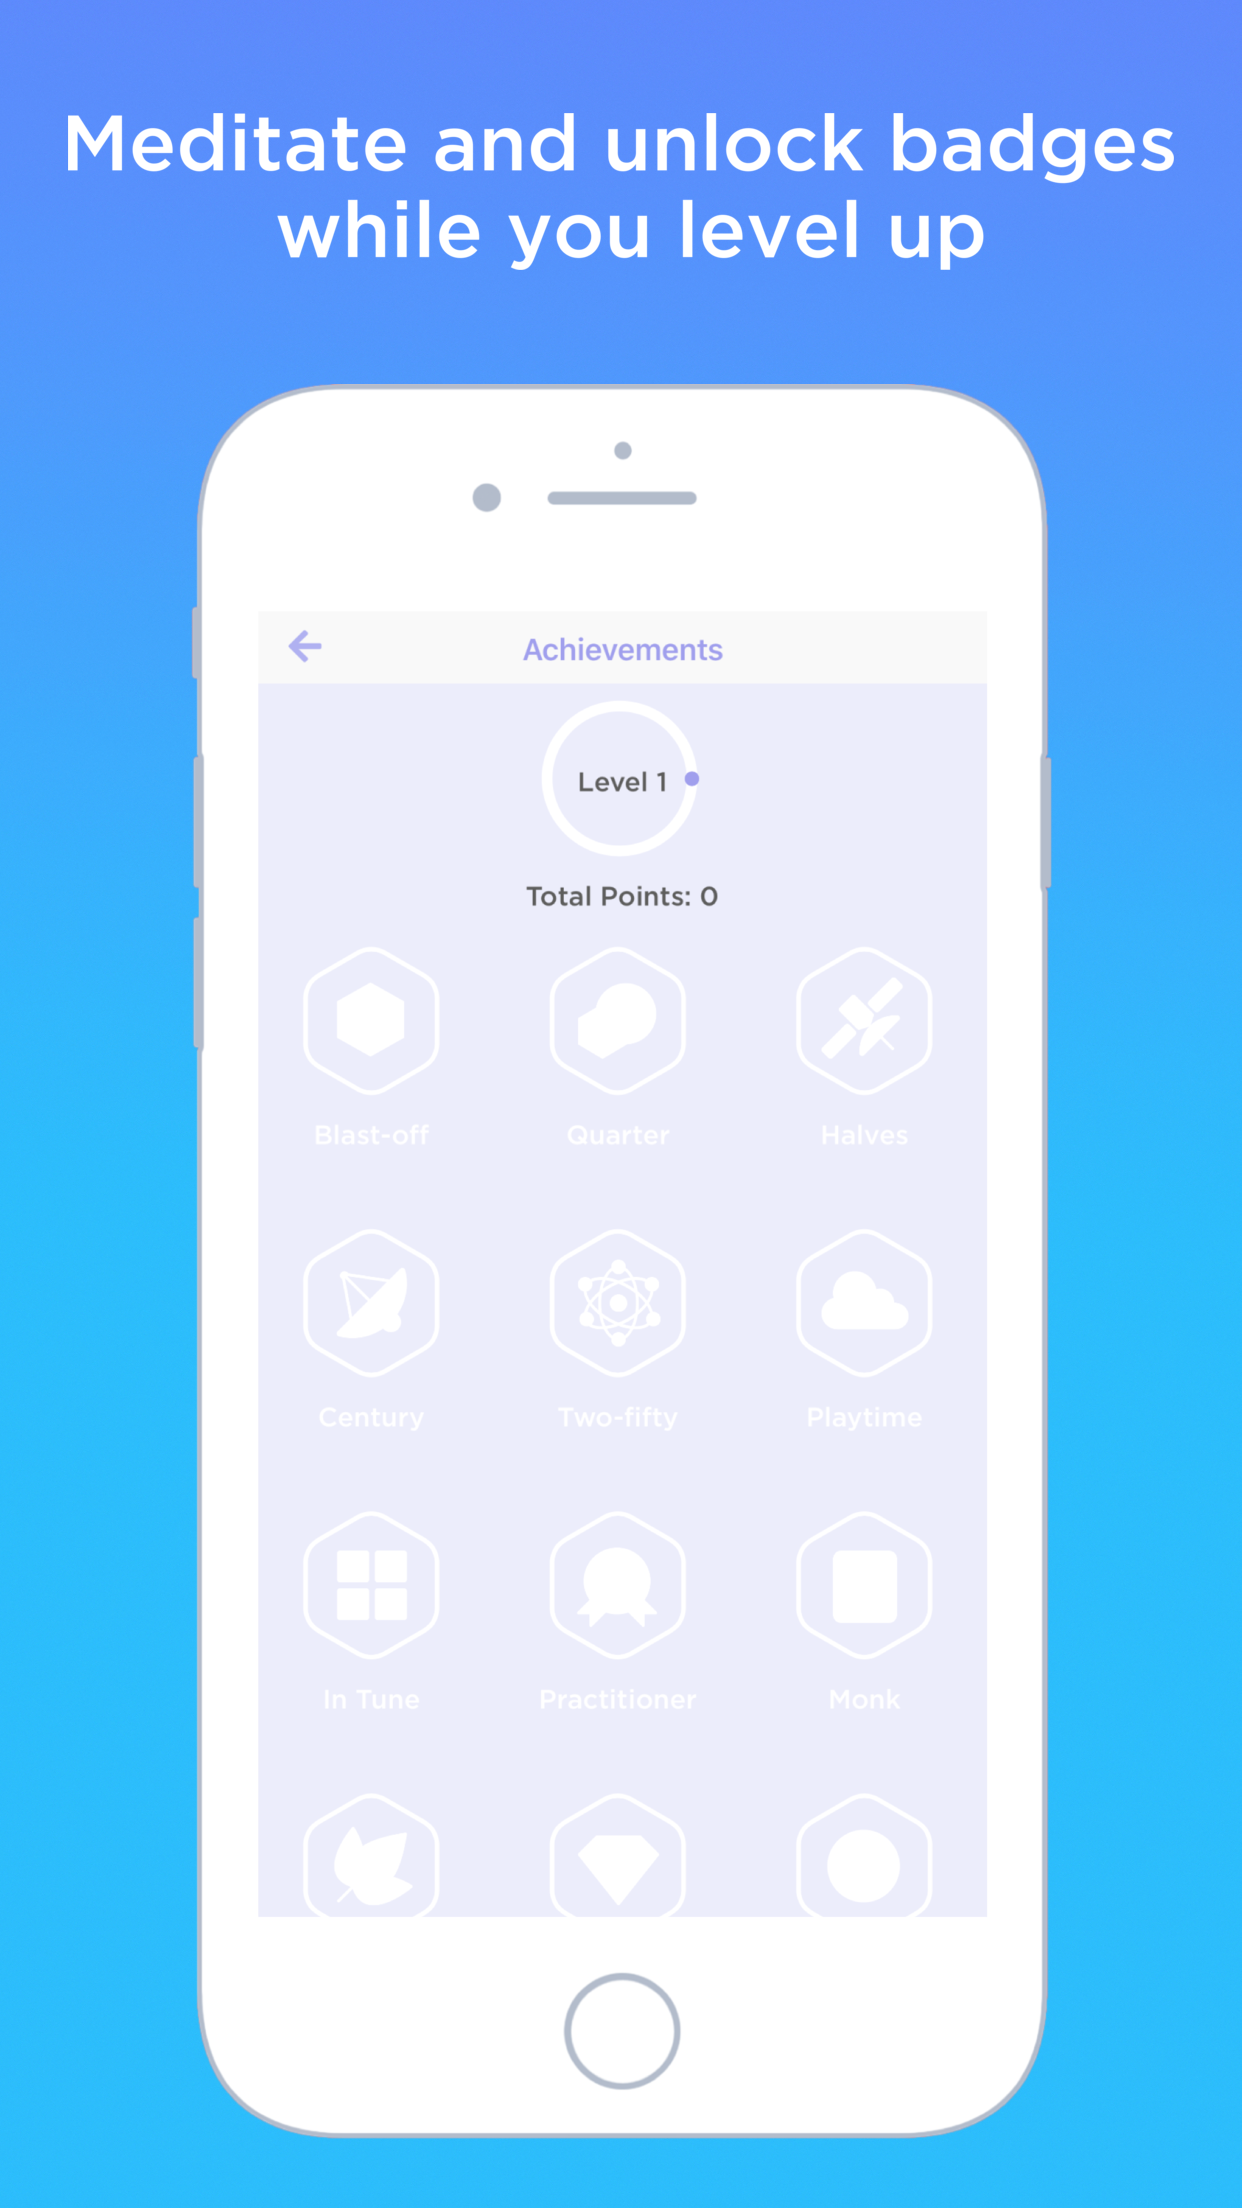 Meditate and unlock badges
while you level up
Achievements
Level 1
Total Points: 0
Blast-off
Quarter
Halves
Century
Two-fifty
Playtime
In Tune
Practitioner
Monk